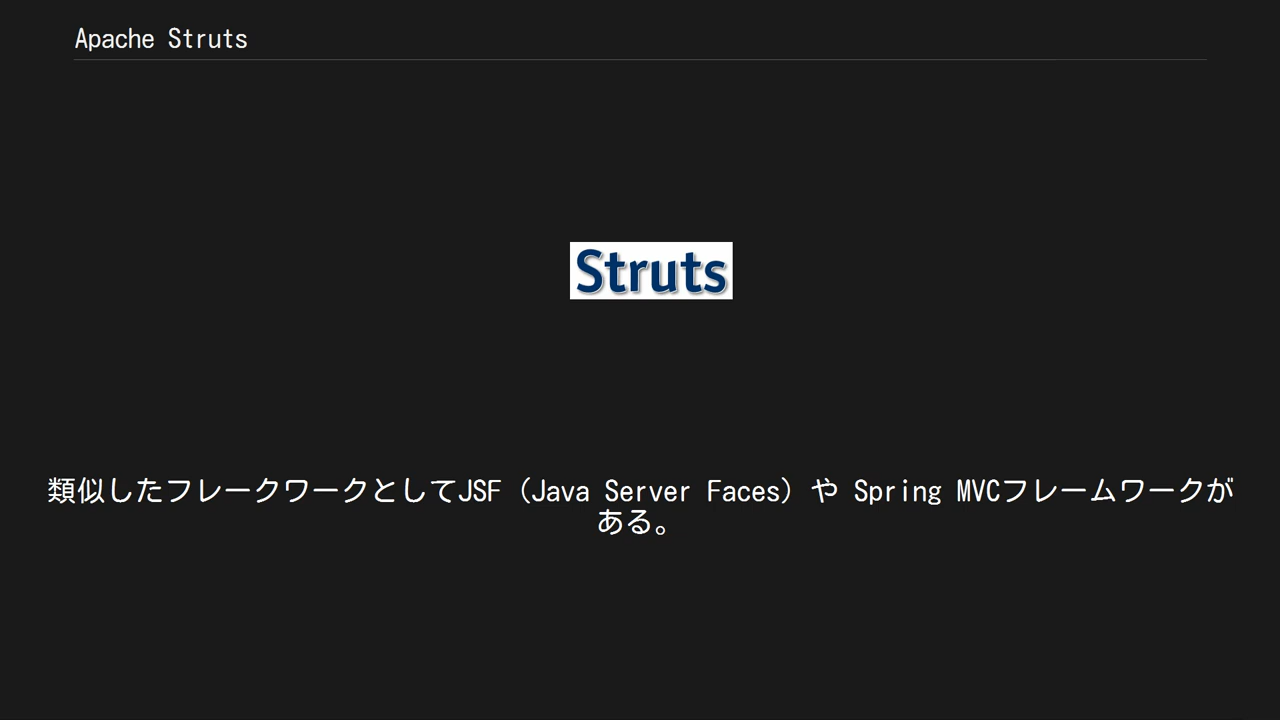 Apache Struts
Struts
類似したフレークワークとしてJSF（Java Server Faces）や Spring MVCフレームワークが
ある。